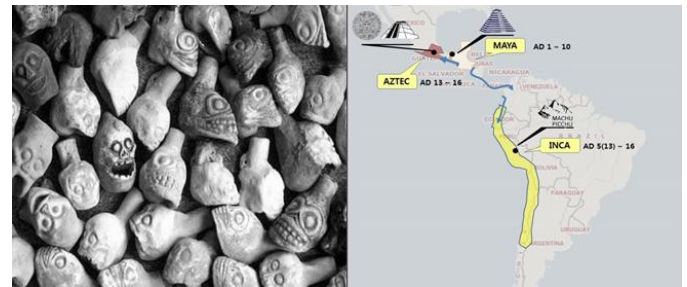 MAYA
AD 1 - 10
NICARAGUA
EL SALVADOR
AZTEC
AD 13 - 16
VENEZUELA
MACHU
PICCHU
BRAZIL
INCA
AD 5(13) - 16
BOLIVIA
PARAGUAY
URUGUAY
ARGENTINA